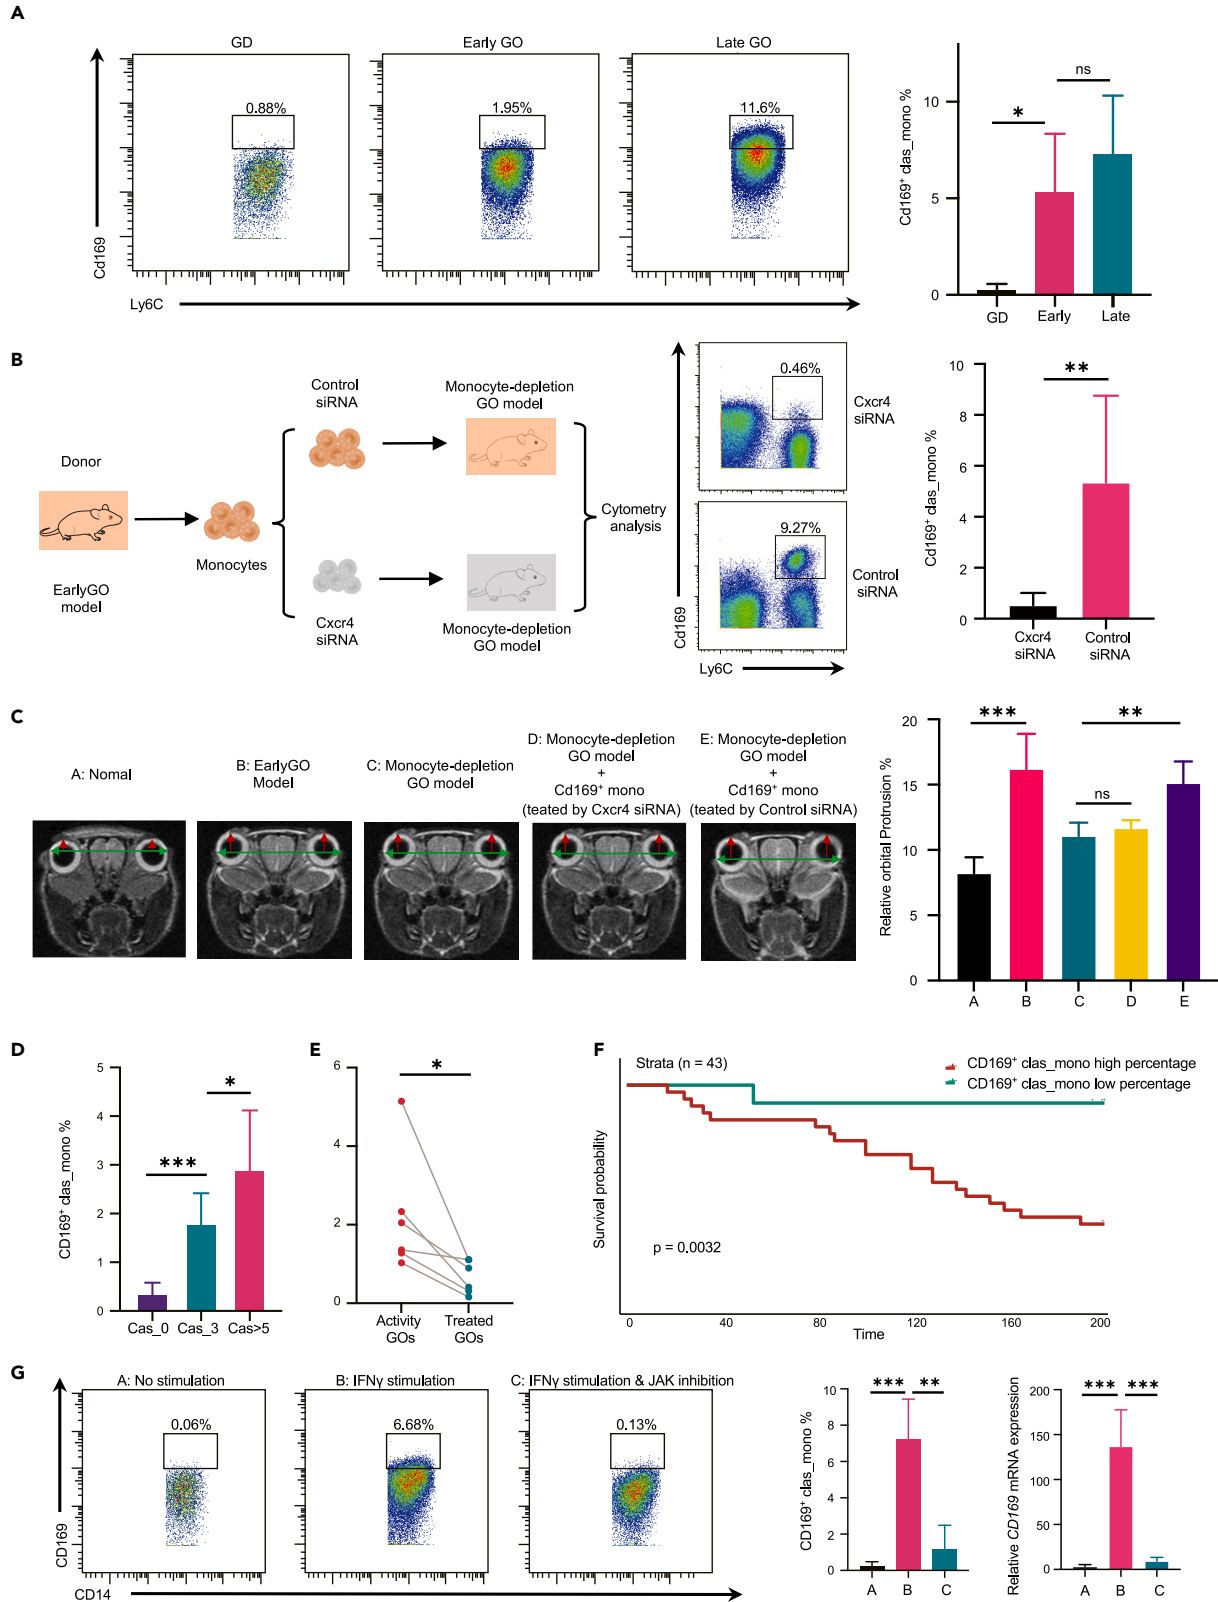 A
GD
Early GO
Late GO
0.88%
1.95%
11.6%
Cd169
Ly6C
Cd169⁺ clas_mono %
10
5
0
*
ns
GD
Early
Late
B
Donor
EarlyGO
model
Monocytes
Control
siRNA
Monocyte-depletion
GO model
Cxcr4
siRNA
Monocyte-depletion
GO model
Cytometry
analysis
0.46%
Cxcr4
siRNA
9.27%
Control
siRNA
Cd169
Ly6C
Cd169⁺ clas_mono %
10
8
6
4
2
0
**
Cxcr4
siRNA
Control
siRNA
C
A: Nomal
B: EarlyGO
Model
C: Monocyte-depletion
GO model
D: Monocyte-depletion
GO model
+
Cd169⁺ mono
(teated by Cxcr4 siRNA)
E: Monocyte-depletion
GO model
+
Cd169⁺ mono
(teated by Control siRNA)
Relative orbital Protrusion %
20
15
10
5
0
***
ns
**
A
B
C
D
E
D
CD169⁺ clas_mono %
5
4
3
2
1
0
***
*
Cas_0
Cas_3
Cas>5
E
6
4
2
0
*
Activity
GOs
Treated
GOs
F
Strata (n = 43)
CD169⁺ clas_mono high percentage
CD169⁺ clas_mono low percentage
Survival probability
p = 0.0032
0
40
80
120
160
200
Time
G
A: No stimulation
B: IFNγ stimulation
C: IFNγ stimulation & JAK inhibition
0.06%
6.68%
0.13%
CD169
CD14
CD169⁺ clas_mono %
10
8
6
4
2
0
***
**
A
B
C
Relative CD169 mRNA expression
200
150
100
50
0
***
***
A
B
C